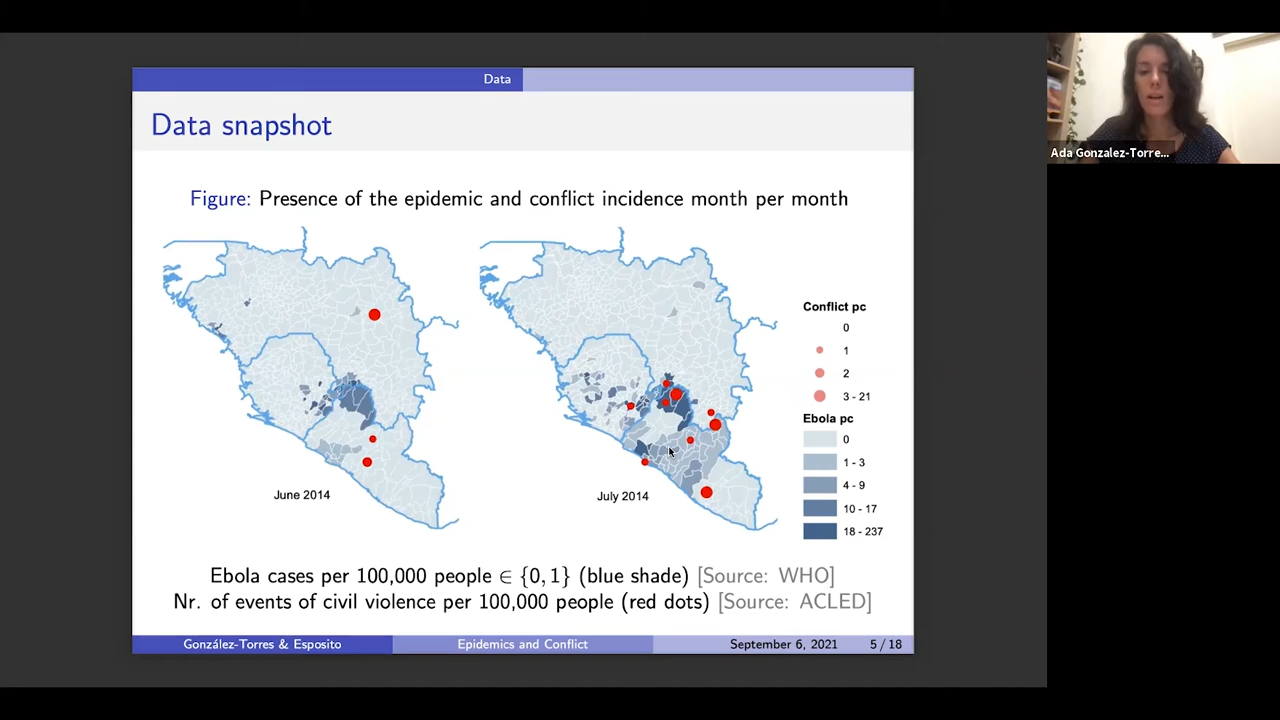 Data
Data snapshot
Figure: Presence of the epidemic and conflict incidence month per month
June 2014
July 2014
Conflict pc
0
1
2
3 - 21
Ebola pc
0
1 - 3
4 - 9
10 - 17
18 - 237
Ebola cases per 100,000 people ∈ {0, 1} (blue shade) [Source: WHO]
Nr. of events of civil violence per 100,000 people (red dots) [Source: ACLED]
González-Torres & Esposito
Epidemics and Conflict
September 6, 2021
5 / 18
Ada Gonzalez-Torre...